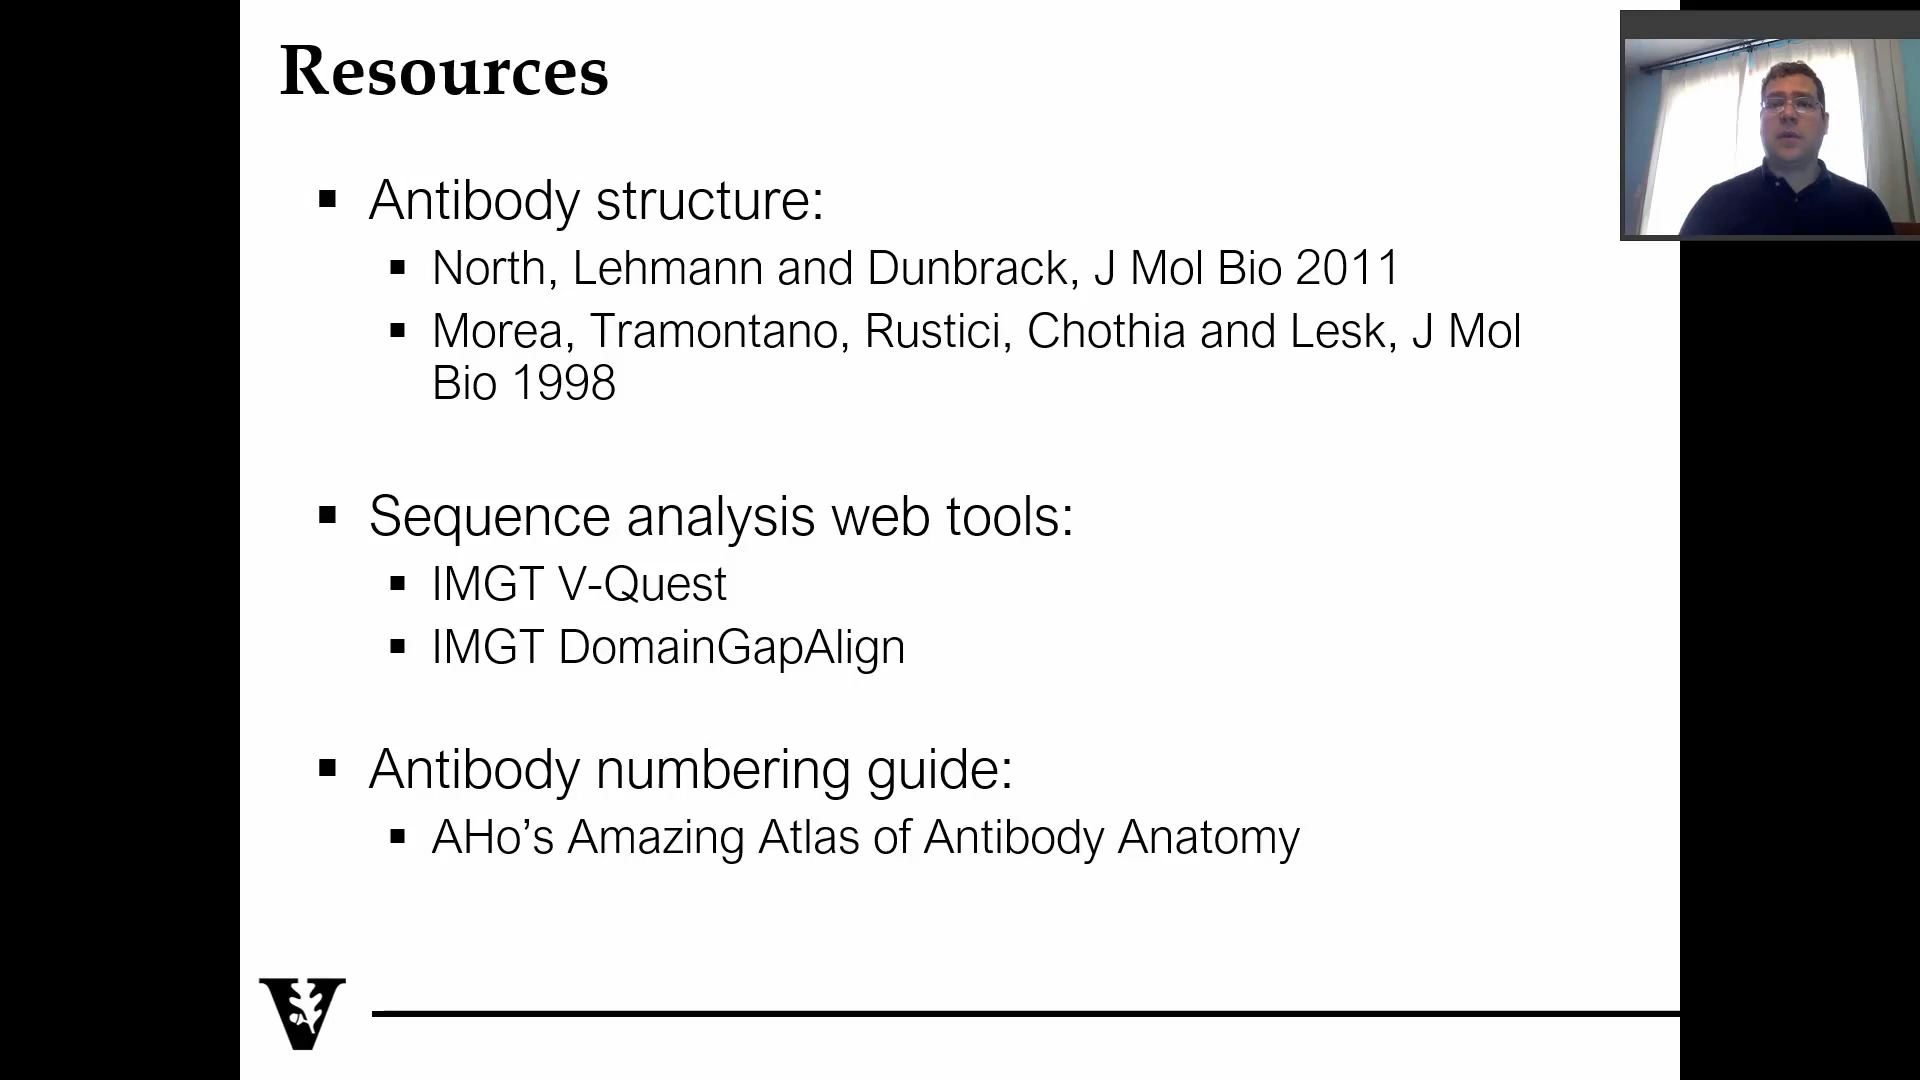 Resources
Antibody structure:
North, Lehmann and Dunbrack, J Mol Bio 2011
Morea, Tramontano, Rustici, Chothia and Lesk, J Mol
Bio 1998
Sequence analysis web tools:
IMGT V-Quest
IMGT DomainGapAlign
Antibody numbering guide:
AHo’s Amazing Atlas of Antibody Anatomy
V